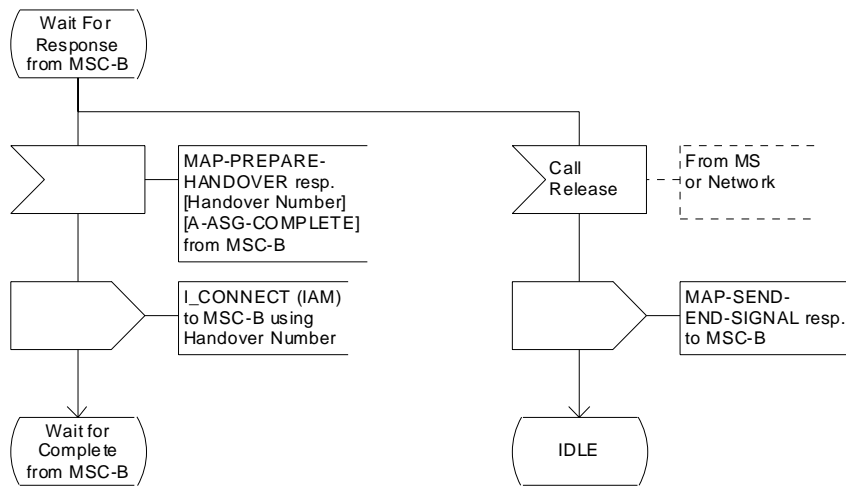 Wait For
Response
from MSC-B
MAP-PREPARE-
HANDOVER resp.
[Handover Number]
[A-ASG-COMPLETE]
from MSC-B
Call
Release
From MS
or Network
I_CONNECT (IAM)
to MSC-B using
Handover Number
MAP-SEND-
END-SIGNAL resp.
to MSC-B
Wait for
Complete
from MSC-B
IDLE